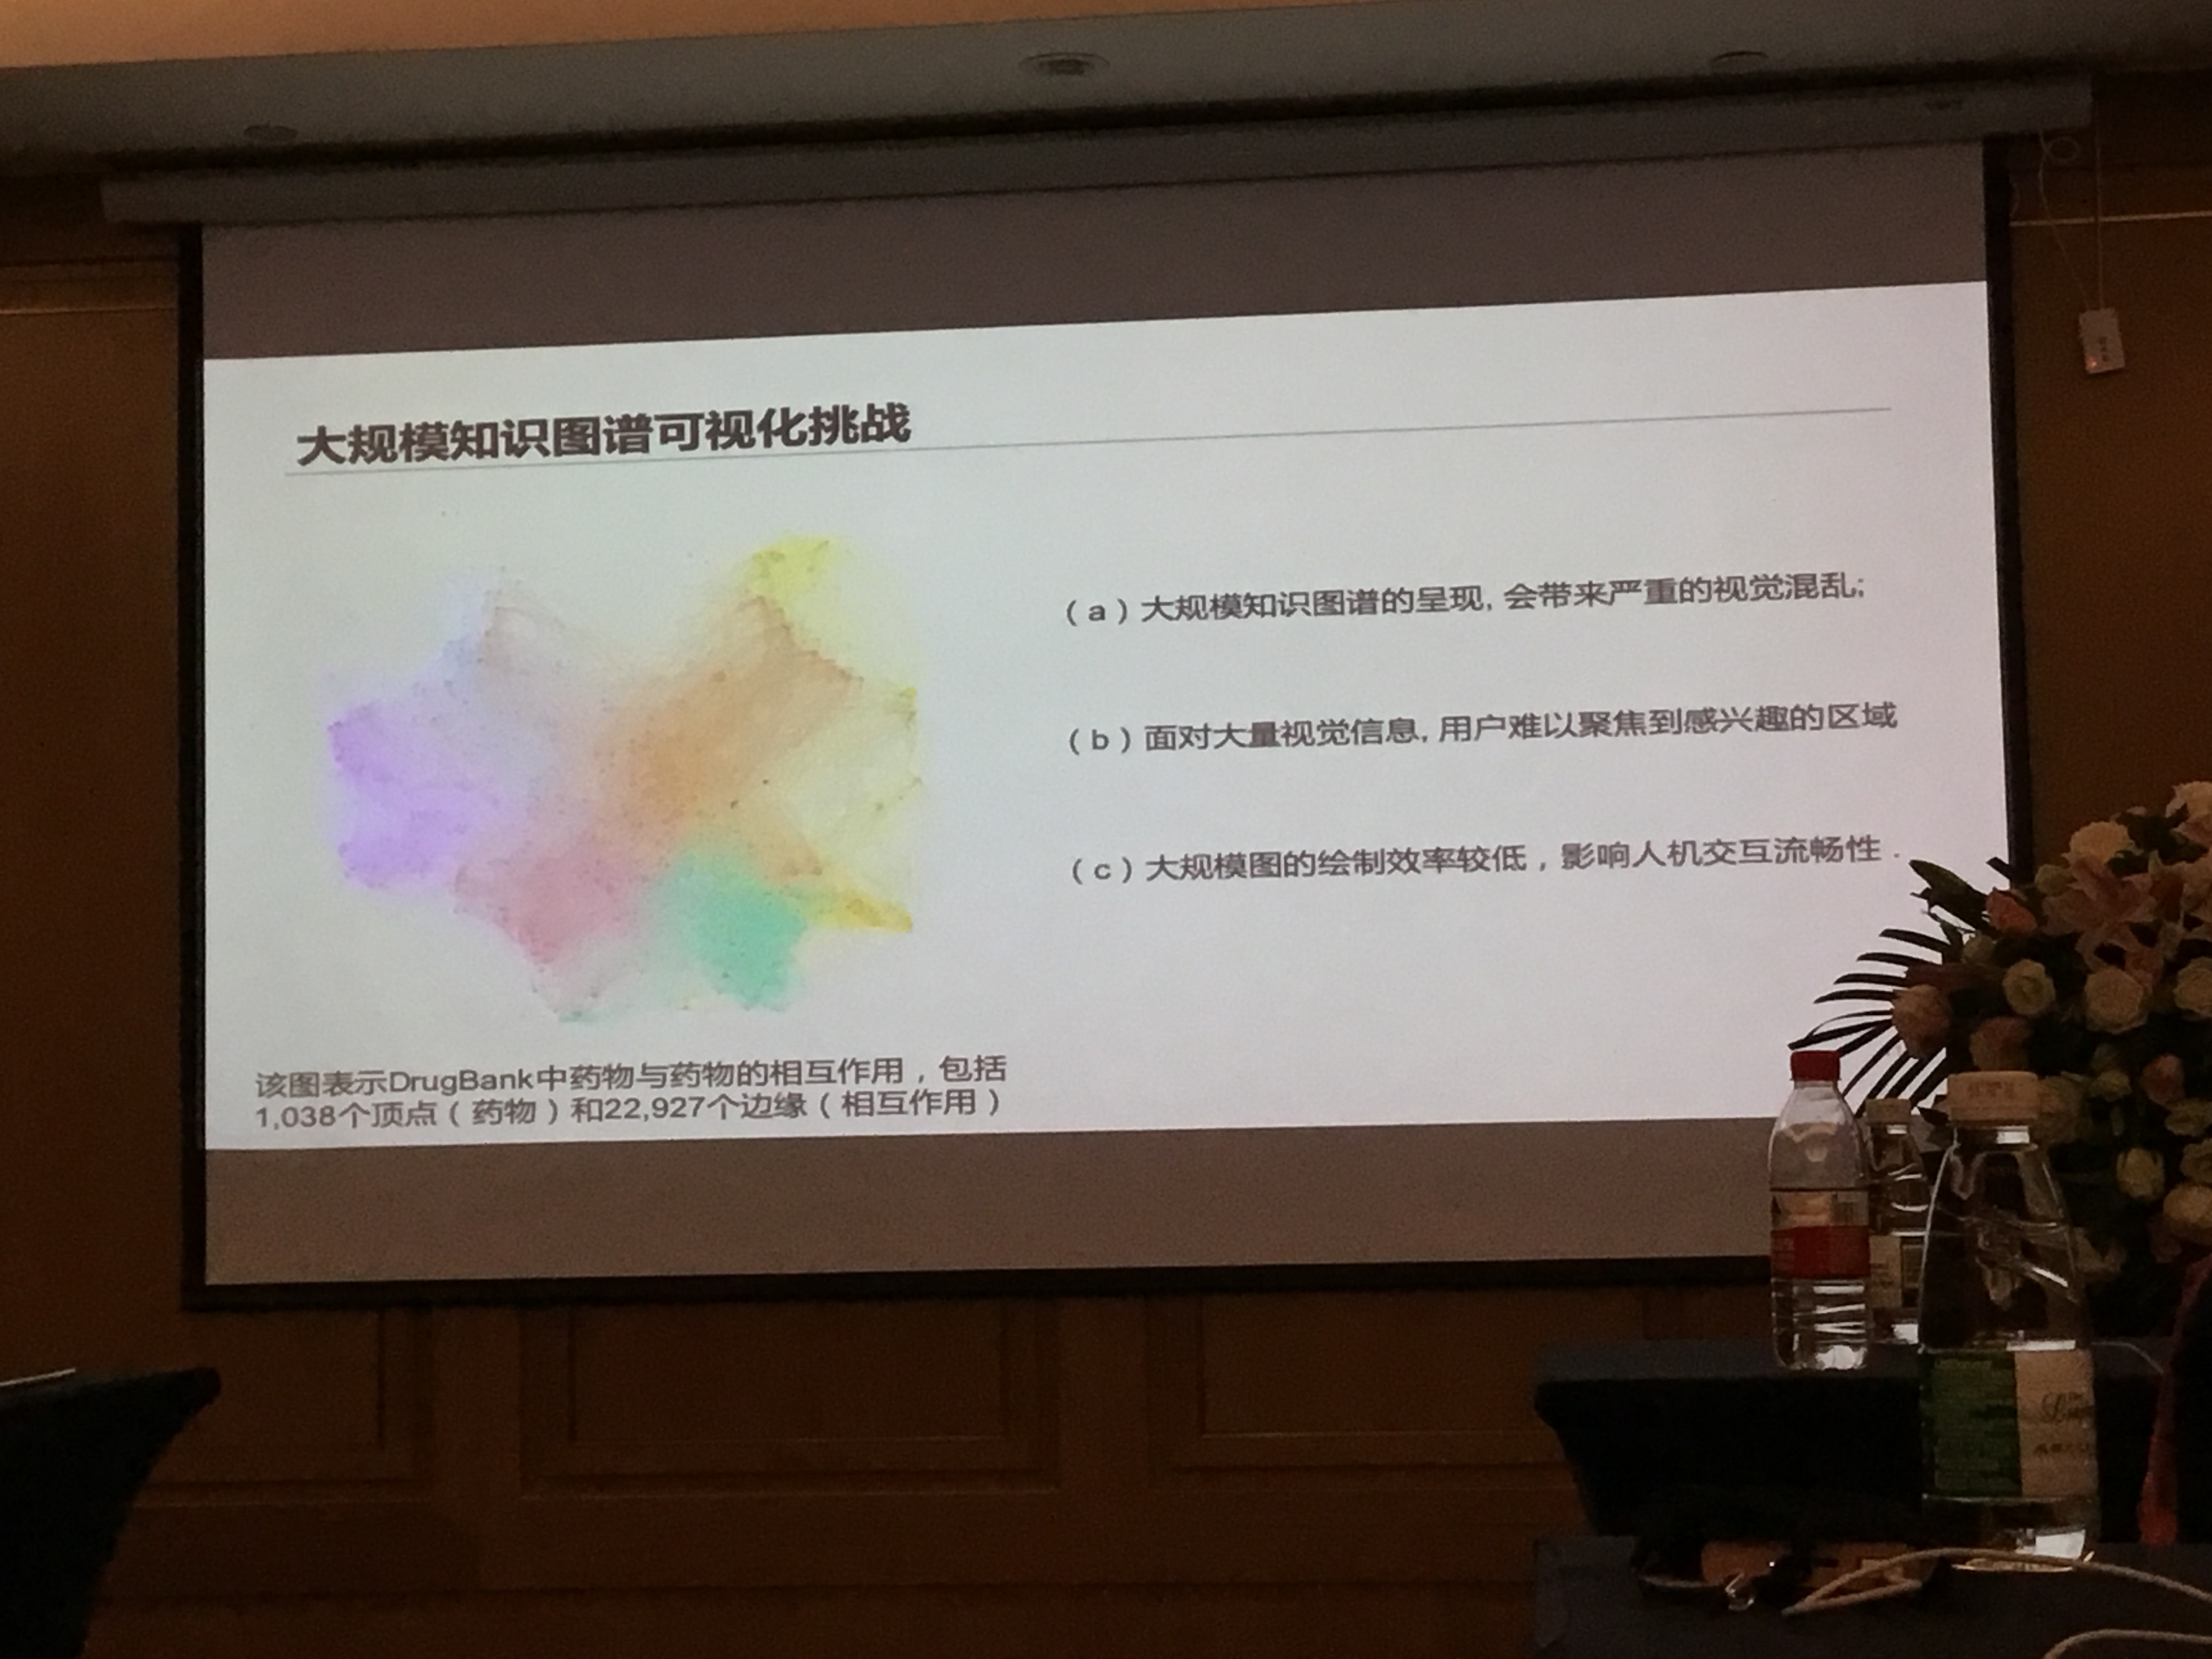 大规模知识图谱可视化挑战
（a）大规模知识图谱的呈现, 会带来严重的视觉混乱;
（b）面对大量视觉信息, 用户难以聚焦到感兴趣的区域
（c）大规模图的绘制效率较低，影响人机交互流畅性．
该图表示DrugBank中药物与药物的相互作用，包括
1,038个顶点（药物）和22,927个边缘（相互作用）